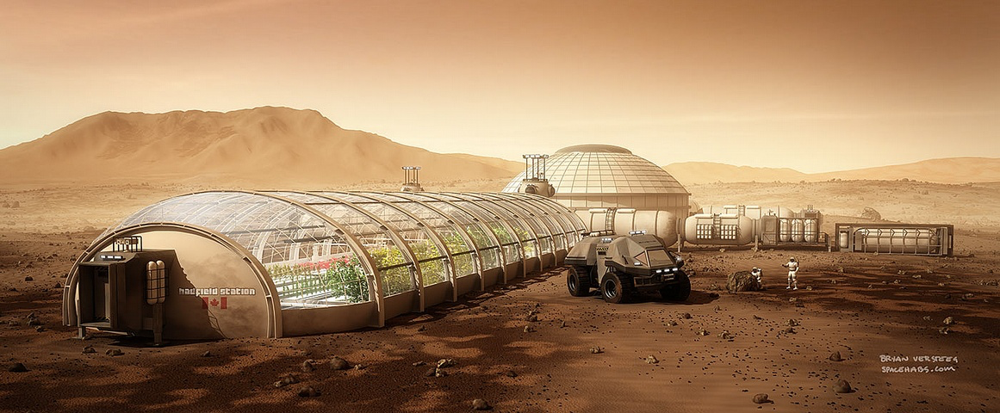 hadfield station
BRYAN VERSTEEG
SPACEHABS.COM